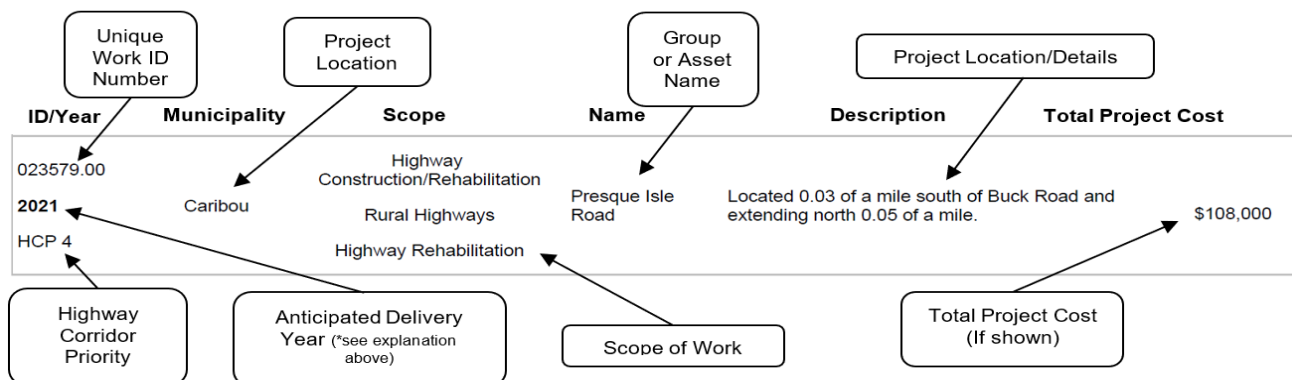 Unique
Work ID
Number
Project
Location
Group
or Asset
Name
Project Location/Details
ID/Year Municipality Scope Name Description Total Project Cost
023579.00
2021
HCP 4
Caribou
Highway
Construction/Rehabilitation
Rural Highways
Highway Rehabilitation
Presque Isle
Road
Located 0.03 of a mile south of Buck Road and
extending north 0.05 of a mile.
$108,000
Highway
Corridor
Priority
Anticipated Delivery
Year (*see explanation
above)
Scope of Work
Total Project Cost
(If shown)